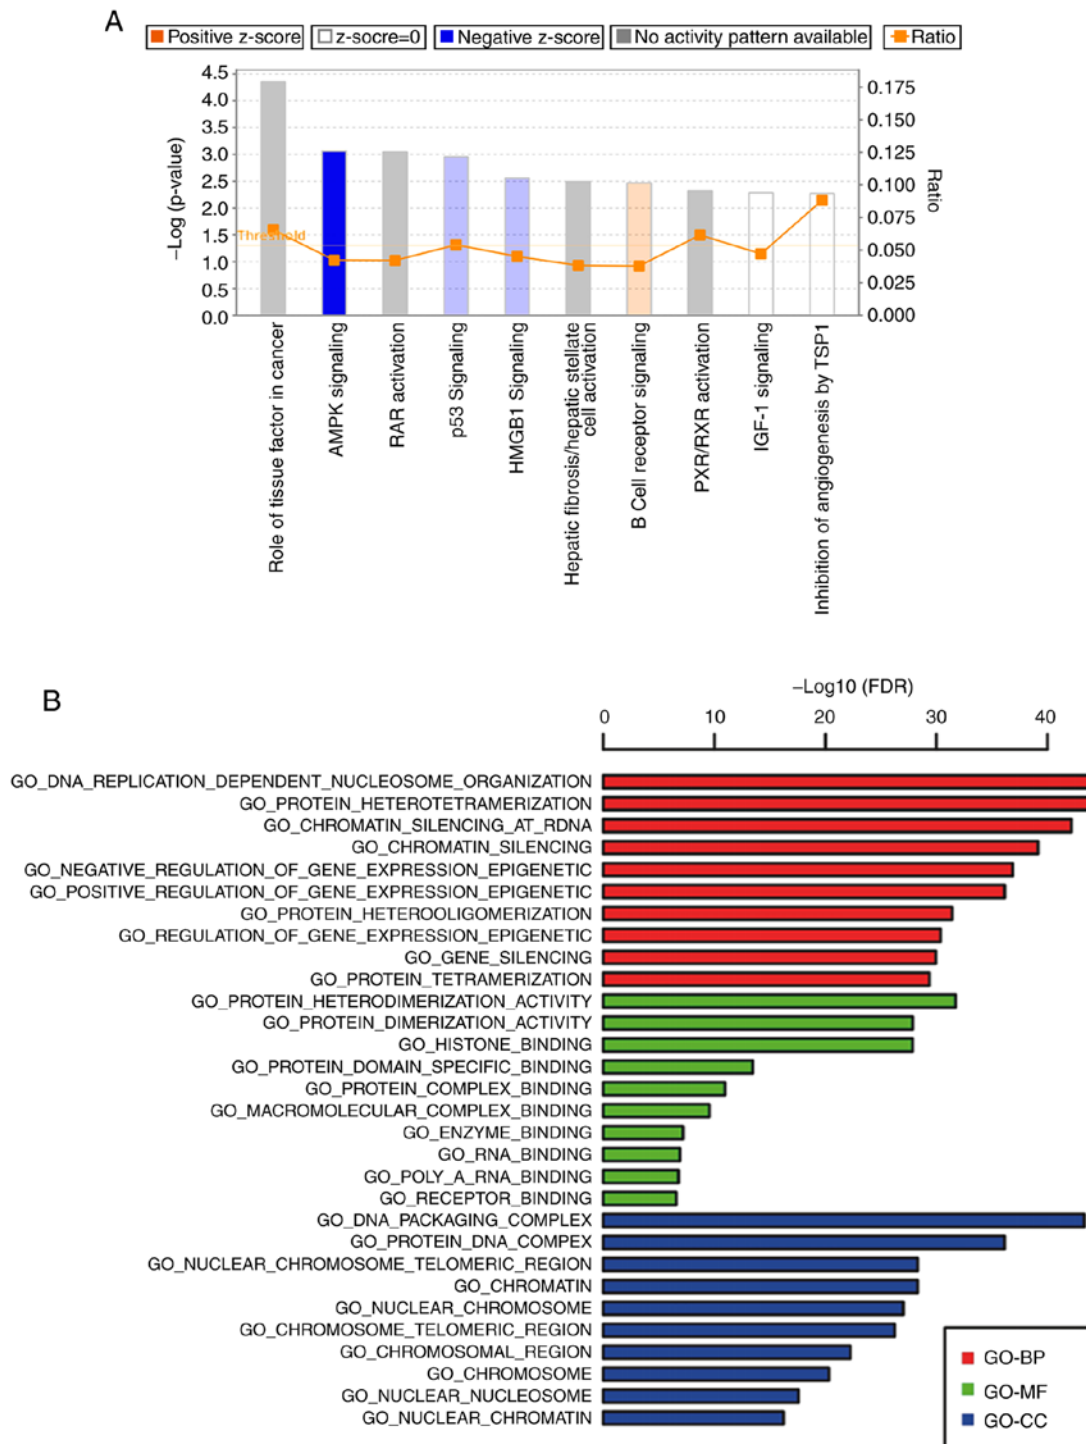 A
Positive z-score
z-socre=0
Negative z-score
No activity pattern available
Ratio
4.5
4.0
3.5
3.0
2.5
2.0
1.5
1.0
0.5
0.0
–Log (p-value)
Threshold
0.175
0.150
0.125
0.100
0.075
0.050
0.025
0.000
Ratio
Role of tissue factor in cancer
AMPK signaling
RAR activation
p53 Signaling
HMGB1 Signaling
Hepatic fibrosis/hepatic stellate
cell activation
B Cell receptor signaling
PXR/RXR activation
IGF-1 signaling
Inhibition of angiogenesis by TSP1
B
–Log10 (FDR)
0 10 20 30 40
GO_DNA_REPLICATION_DEPENDENT_NUCLEOSOME_ORGANIZATION
GO_PROTEIN_HETEROTETRAMERIZATION
GO_CHROMATIN_SILENCING_AT_RDNA
GO_CHROMATIN_SILENCING
GO_NEGATIVE_REGULATION_OF_GENE_EXPRESSION_EPIGENETIC
GO_POSITIVE_REGULATION_OF_GENE_EXPRESSION_EPIGENETIC
GO_PROTEIN_HETEROOLIGOMERIZATION
GO_REGULATION_OF_GENE_EXPRESSION_EPIGENETIC
GO_GENE_SILENCING
GO_PROTEIN_TETRAMERIZATION
GO_PROTEIN_HETERODIMERIZATION_ACTIVITY
GO_PROTEIN_DIMERIZATION_ACTIVITY
GO_HISTONE_BINDING
GO_PROTEIN_DOMAIN_SPECIFIC_BINDING
GO_PROTEIN_COMPLEX_BINDING
GO_MACROMOLECULAR_COMPLEX_BINDING
GO_ENZYME_BINDING
GO_RNA_BINDING
GO_POLY_A_RNA_BINDING
GO_RECEPTOR_BINDING
GO_DNA_PACKAGING_COMPLEX
GO_PROTEIN_DNA_COMPEX
GO_NUCLEAR_CHROMOSOME_TELOMERIC_REGION
GO_CHROMATIN
GO_NUCLEAR_CHROMOSOME
GO_CHROMOSOME_TELOMERIC_REGION
GO_CHROMOSOMAL_REGION
GO_CHROMOSOME
GO_NUCLEAR_NUCLEOSOME
GO_NUCLEAR_CHROMATIN
GO-BP
GO-MF
GO-CC